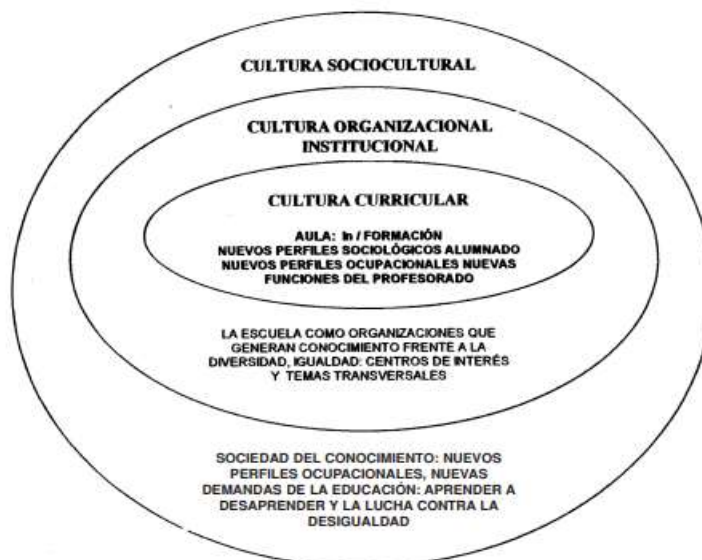 CULTURA SOCIOCULTURAL
CULTURA ORGANIZACIONAL
INSTITUCIONAL
CULTURA CURRICULAR
AULA: In / FORMACIÓN
NUEVOS PERFILES SOCIOLÓGICOS ALUMNADO
NUEVOS PERFILES OCUPACIONALES NUEVAS
FUNCIONES DEL PROFESORADO
LA ESCUELA COMO ORGANIZACIONES QUE
GENERAN CONOCIMIENTO FRENTE A LA
DIVERSIDAD, IGUALDAD: CENTROS DE INTERÉS
Y TEMAS TRANSVERSALES
SOCIEDAD DEL CONOCIMIENTO: NUEVOS
PERFILES OCUPACIONALES, NUEVAS
DEMANDAS DE LA EDUCACIÓN: APRENDER A
DESAPRENDER Y LA LUCHA CONTRA LA
DESIGUALDAD